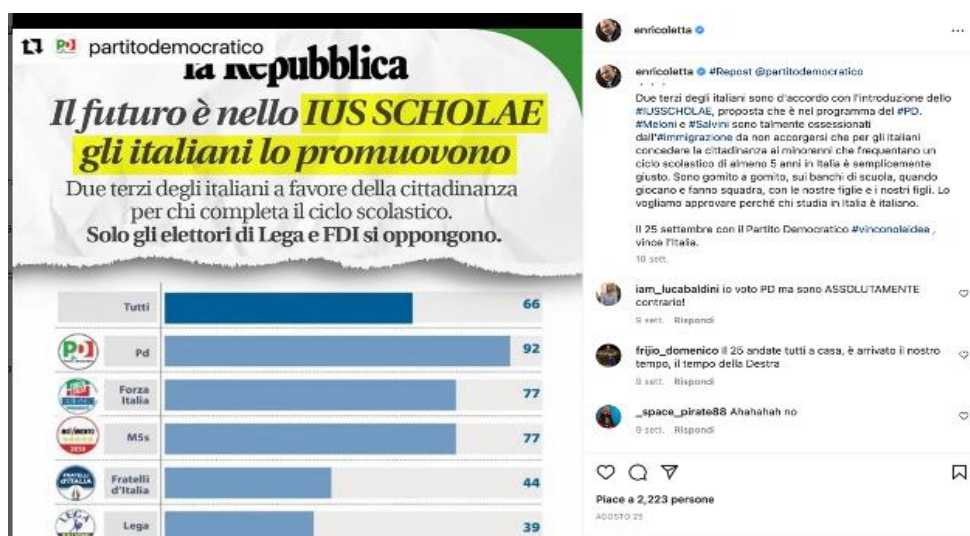 partitodemocratico
la Repubblica
Il futuro è nello IUS SCHOLAE
gli italiani lo promuovono
Due terzi degli italiani a favore della cittadinanza
per chi completa il ciclo scolastico.
Solo gli elettori di Lega e FDI si oppongono.
Tutti 66
PD Pd 92
Forza
Italia 77
M5s 77
Fratelli
d'Italia 44
LEGA Lega 39
enricoletta
enricoletta #Repost @partitodemocratico
Due terzi degli italiani sono d'accordo con l'introduzione dello
#IUSSCHOLAE, proposta che è nel programma del #PD.
#Meloni e #Salvini sono talmente ossessionati
dall'#immigrazione da non accorgersi che per gli italiani
concedere la cittadinanza ai minorenni che frequentano un
ciclo scolastico di almeno 5 anni in Italia è semplicemente
giusto. Sono gomito a gomito, sui banchi di scuola, quando
giocano e fanno squadra, con le nostre figlie e i nostri figli. Lo
vogliamo approvare perché chi studia in Italia è italiano.
Il 25 settembre con il Partito Democratico #vinconoleidee ,
vince l'Italia.
10 sett.
iam_lucabaldini io voto PD ma sono ASSOLUTAMENTE
contrario!
9 sett. Rispondi
frijio_domenico Il 25 andate tutti a casa, è arrivato il nostro
tempo, il tempo della Destra
9 sett. Rispondi
_space_pirate88 Ahahahah no
9 sett. Rispondi
Piace a 2,223 persone